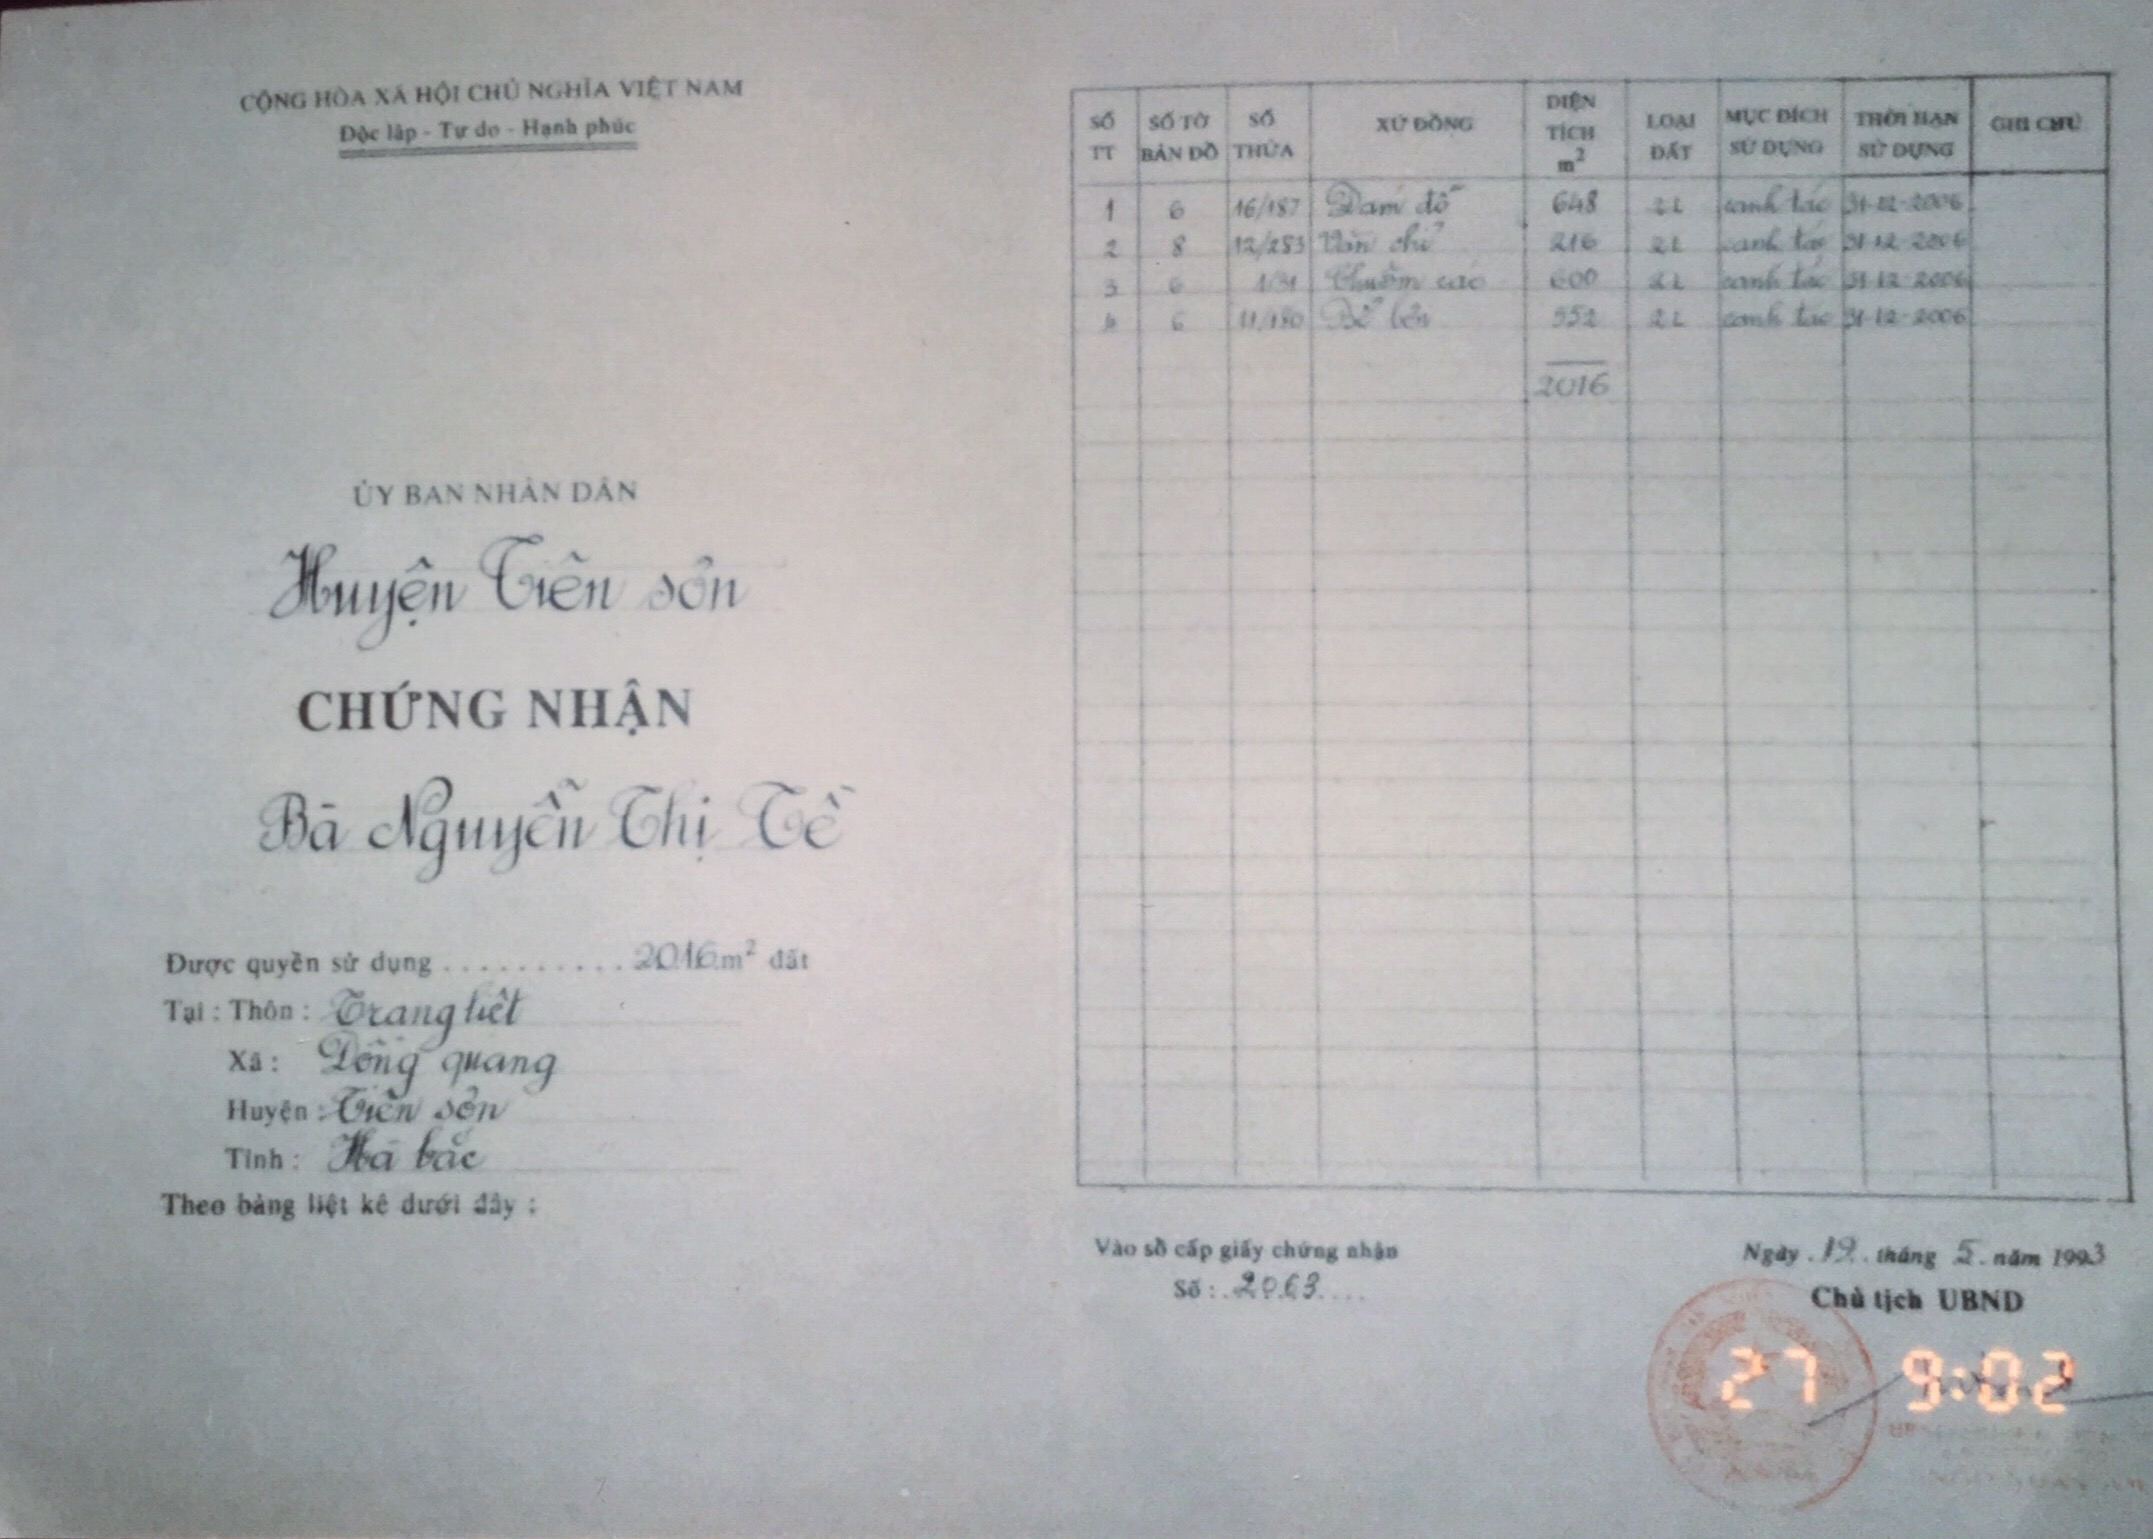 CỘNG HÒA XÃ HỘI CHỦ NGHĨA VIỆT NAM
Độc lập - Tự do - Hạnh phúc
ỦY BAN NHÂN DÂN
Huyện Tiên sơn
CHỨNG NHẬN
Bà Nguyễn Thị Tề
Được quyền sử dụng .......... 2016 m² đất
Tại : Thôn : Trang liệt
Xã : Đồng quang
Huyện : Tiên sơn
Tỉnh : Hà bắc
Theo bảng liệt kê dưới đây :
SỐ TT SỐ TỜ BẢN ĐỒ SỐ THỬA XỨ ĐỒNG DIỆN TÍCH m² LOẠI ĐẤT MỤC ĐÍCH SỬ DỤNG THỜI HẠN SỬ DỤNG GHI CHÚ
1 6 16/187 Đam đố 648 2L canh tác 31-12-2006
2 8 12/283 Văn chỉ 216 2L canh tác 31-12-2006
3 6 1/31 600 2L canh tác 31-12-2006
4 6 11/180 552 2L canh tác 31-12-2006
2016
Vào sổ cấp giấy chứng nhận
Số : 2063
Ngày 19 tháng 5 năm 1993
Chủ tịch UBND
27 9:02